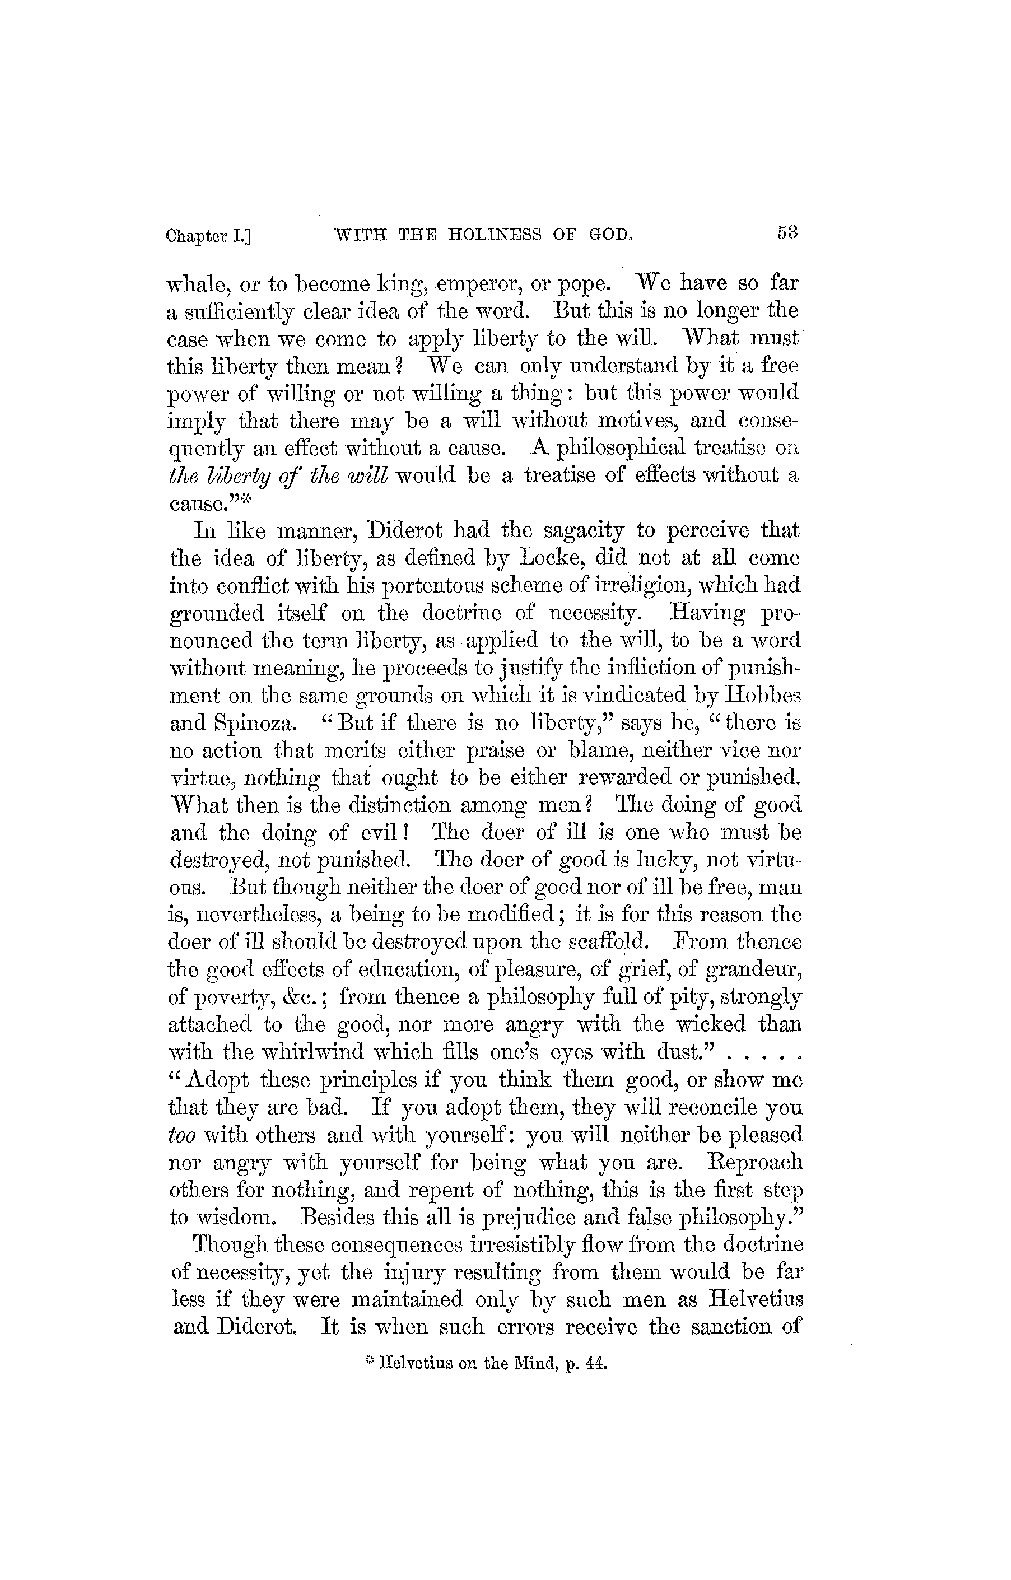 Chapter I.] WITH THE HOLINESS OF GOD. 53
whale, or to become king, emperor, or pope. We have so far
a sufficiently clear idea of the word. But this is no longer the
case when we come to apply liberty to the will. What must
this liberty then mean? We can only understand by it a free
power of willing or not willing a thing: but this power would
imply that there may be a will without motives, and conse-
quently an effect without a cause. A philosophical treatise on
the liberty of the will would be a treatise of effects without a
cause."*
In like manner, Diderot had the sagacity to perceive that
the idea of liberty, as defined by Locke, did not at all come
into conflict with his portentous scheme of irreligion, which had
grounded itself on the doctrine of necessity. Having pro-
nounced the term liberty, as applied to the will, to be a word
without meaning, he proceeds to justify the infliction of punish-
ment on the same grounds on which it is vindicated by Hobbes
and Spinoza. "But if there is no liberty," says he, "there is
no action that merits either praise or blame, neither vice nor
virtue, nothing that ought to be either rewarded or punished.
What then is the distinction among men? The doing of good
and the doing of evil! The doer of ill is one who must be
destroyed, not punished. The doer of good is lucky, not virtu-
ous. But though neither the doer of good nor of ill be free, man
is, nevertheless, a being to be modified; it is for this reason the
doer of ill should be destroyed upon the scaffold. From thence
the good effects of education, of pleasure, of grief, of grandeur,
of poverty, &c.; from thence a philosophy full of pity, strongly
attached to the good, nor more angry with the wicked than
with the whirlwind which fills one's eyes with dust." . . . . .
"Adopt these principles if you think them good, or show me
that they are bad. If you adopt them, they will reconcile you
too with others and with yourself: you will neither be pleased
nor angry with yourself for being what you are. Reproach
others for nothing, and repent of nothing, this is the first step
to wisdom. Besides this all is prejudice and false philosophy."
Though these consequences irresistibly flow from the doctrine
of necessity, yet the injury resulting from them would be far
less if they were maintained only by such men as Helvetius
and Diderot. It is when such errors receive the sanction of
* Helvetius on the Mind, p. 44.